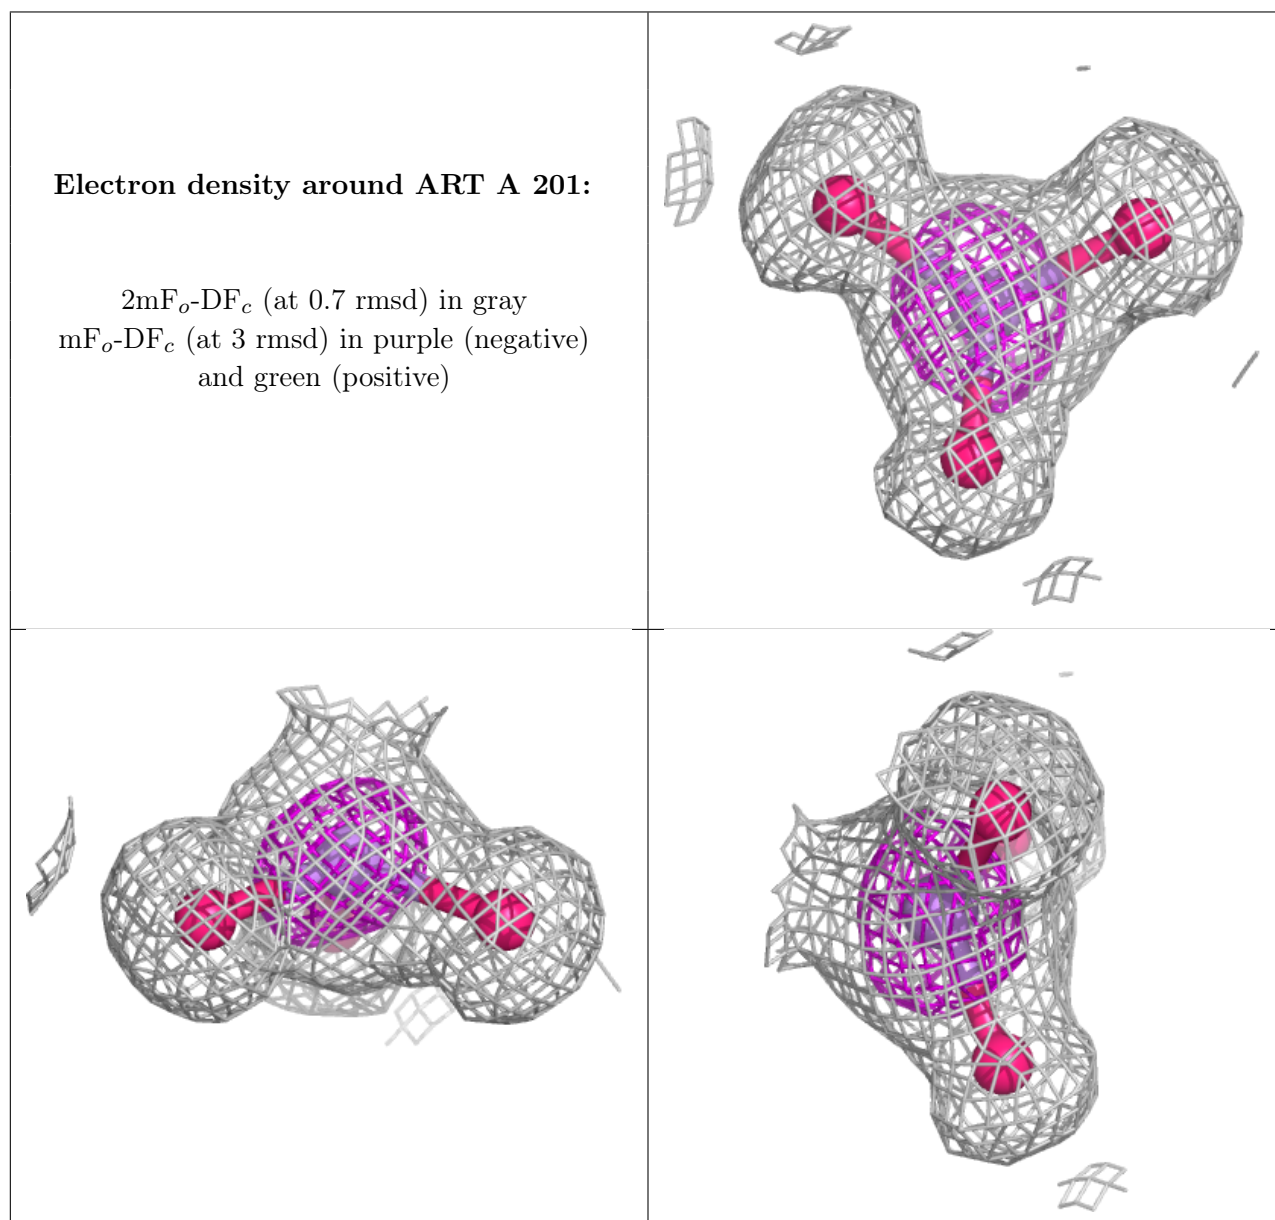 Electron density around ART A 201:
2mFo-DFc (at 0.7 rmsd) in gray
mFo-DFc (at 3 rmsd) in purple (negative)
and green (positive)